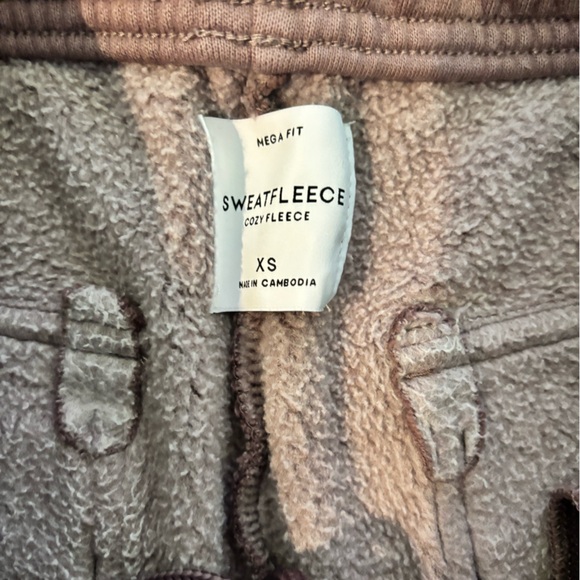 MEGA FIT
SWEATFLEECE
COZY FLEECE
XS
MADE IN CAMBODIA